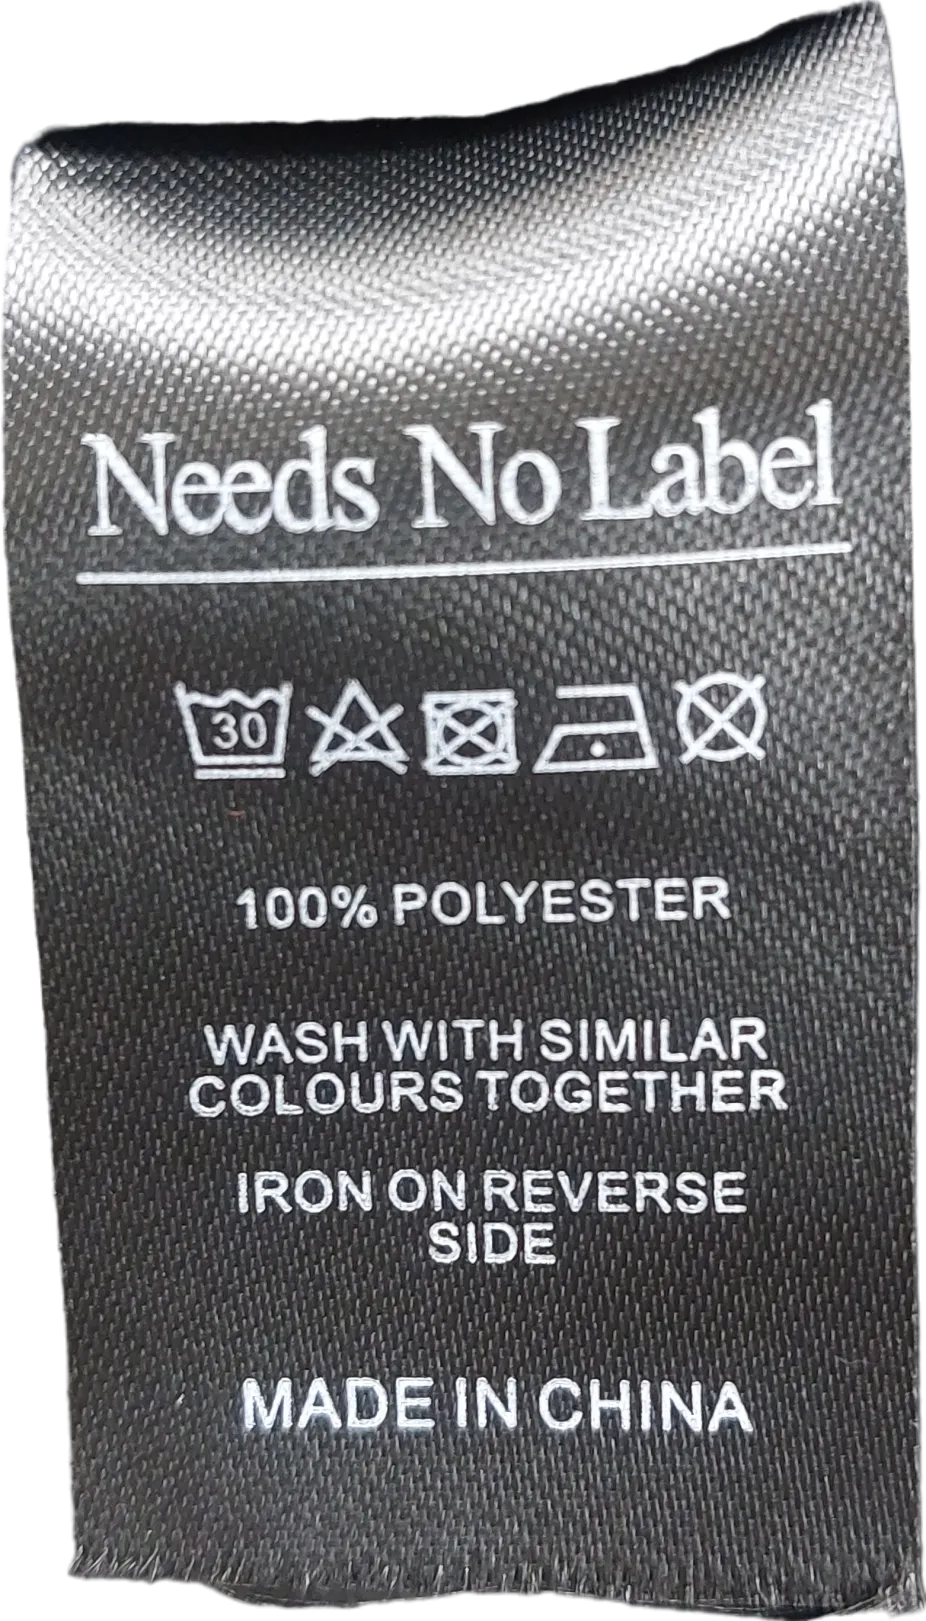 Needs No Label
30
100% POLYESTER
WASH WITH SIMILAR
COLOURS TOGETHER
IRON ON REVERSE
SIDE
MADE IN CHINA